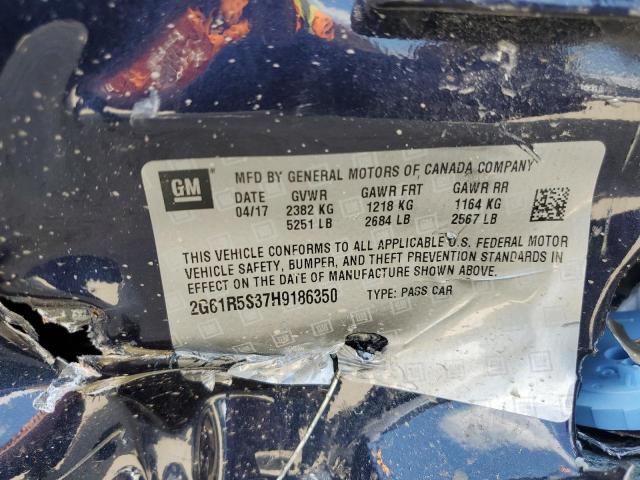 GM
MFD BY GENERAL MOTORS OF CANADA COMPANY
DATE GVWR GAWR FRT GAWR RR
04/17 2382 KG 1218 KG 1164 KG
5251 LB 2684 LB 2567 LB
THIS VEHICLE CONFORMS TO ALL APPLICABLE U.S. FEDERAL MOTOR
VEHICLE SAFETY, BUMPER, AND THEFT PREVENTION STANDARDS IN
EFFECT ON THE DATE OF MANUFACTURE SHOWN ABOVE.
2G61R5S37H9186350 TYPE: PASS CAR